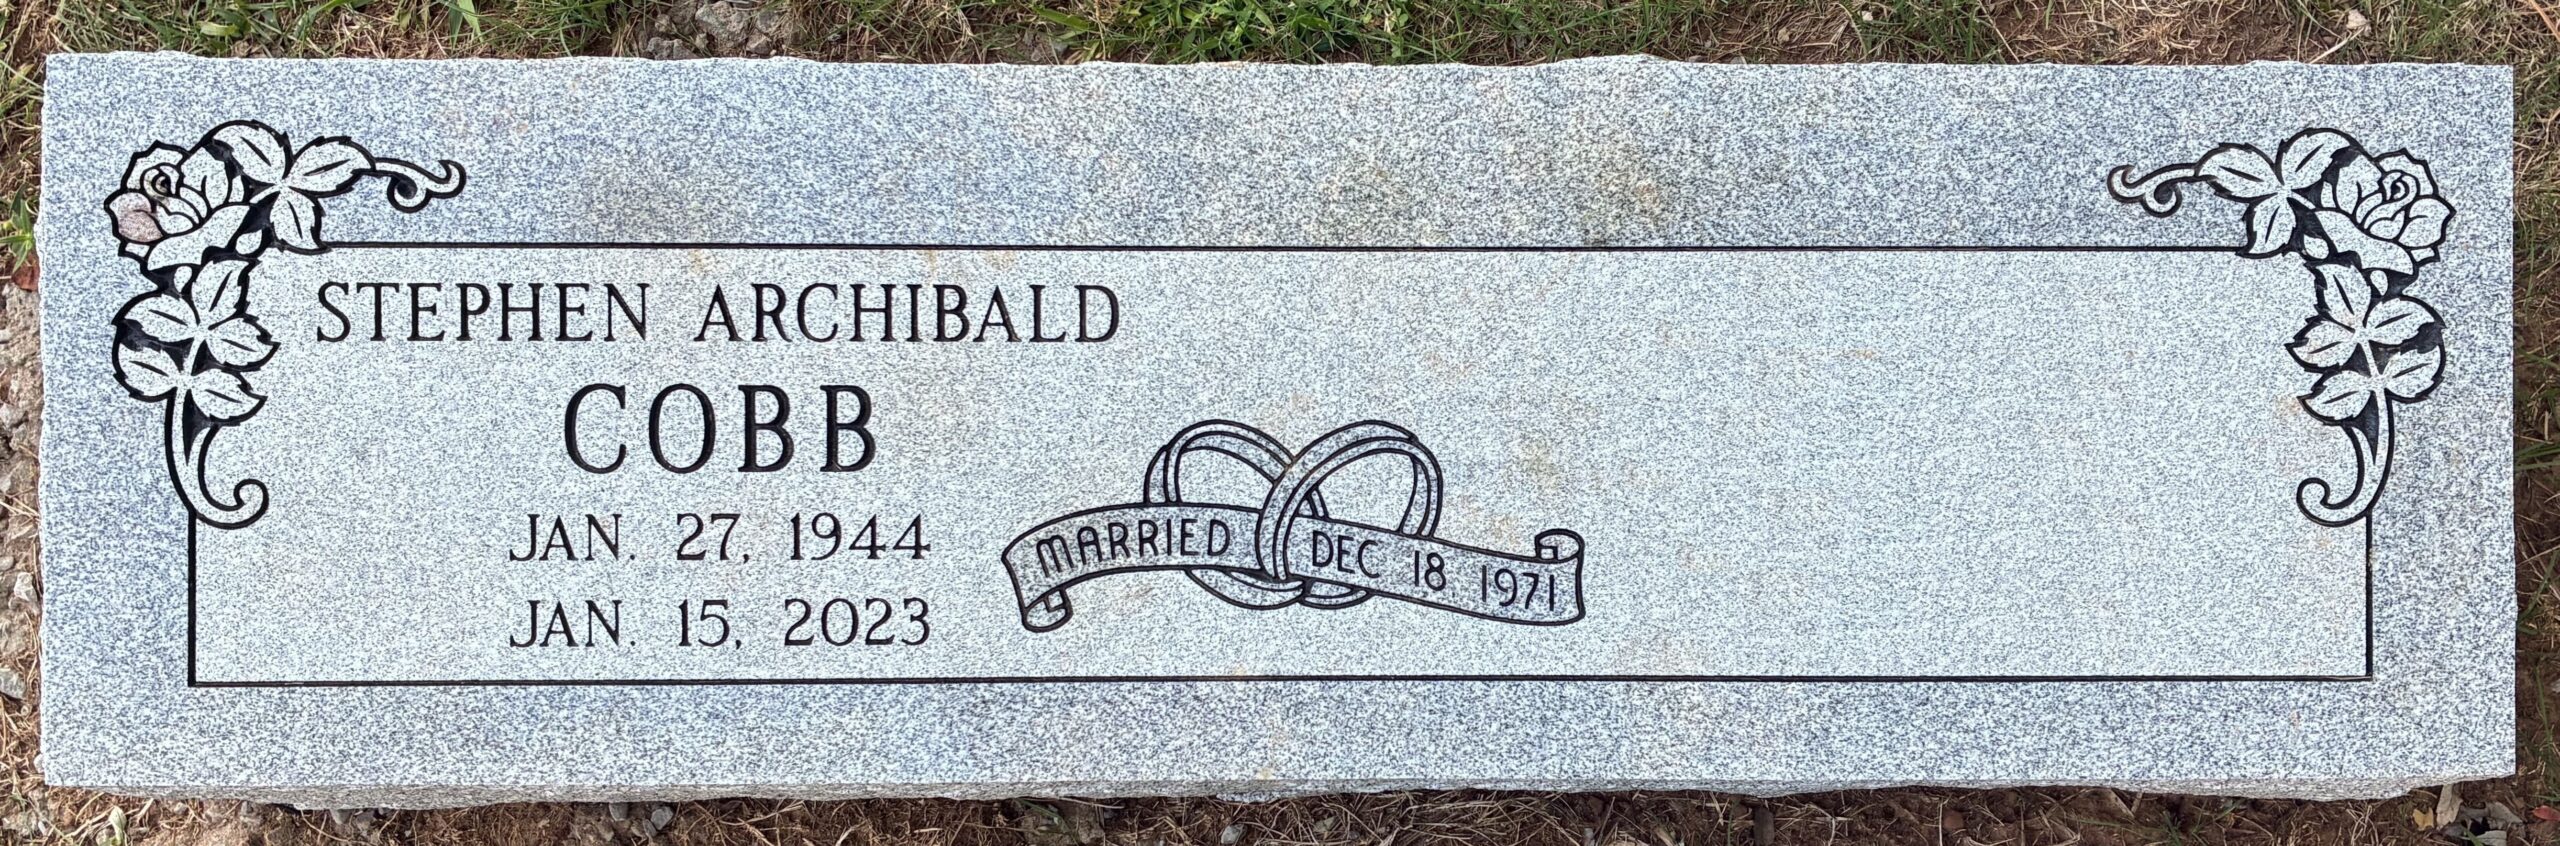 STEPHEN ARCHIBALD
COBB
JAN. 27, 1944
JAN. 15, 2023
MARRIED DEC 18, 1971